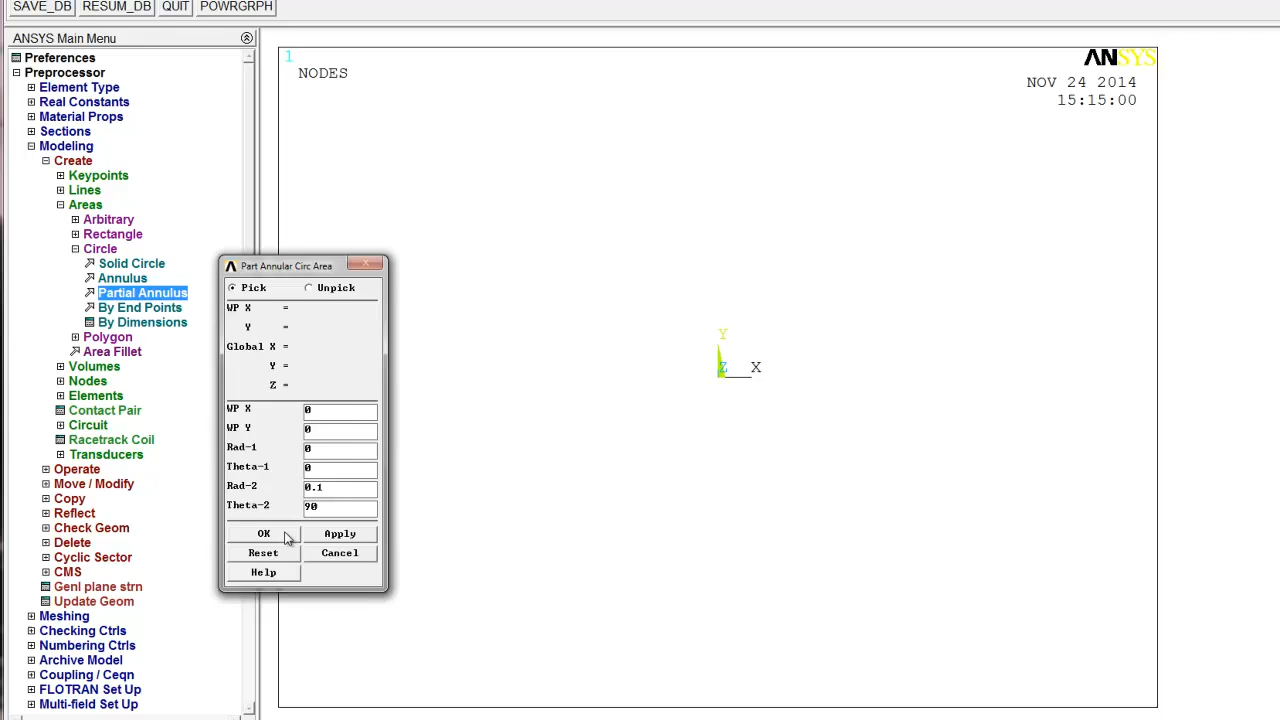 SAVE_DB RESUM_DB QUIT POWRGRPH
ANSYS Main Menu
Preferences
Preprocessor
Element Type
Real Constants
Material Props
Sections
Modeling
Create
Keypoints
Lines
Areas
Arbitrary
Rectangle
Circle
Solid Circle
Annulus
Partial Annulus
By End Points
By Dimensions
Polygon
Area Fillet
Volumes
Nodes
Elements
Contact Pair
Circuit
Racetrack Coil
Transducers
Operate
Move / Modify
Copy
Reflect
Check Geom
Delete
Cyclic Sector
CMS
Genl plane strn
Update Geom
Meshing
Checking Ctrls
Numbering Ctrls
Archive Model
Coupling / Ceqn
FLOTRAN Set Up
Multi-field Set Up
Part Annular Circ Area
Pick Unpick
WP X =
Y =
Global X =
Y =
Z =
WP X 0
WP Y 0
Rad-1 0
Theta-1 0
Rad-2 0.1
Theta-2 90
OK Apply
Reset Cancel
Help
1
NODES
ANSYS
NOV 24 2014
15:15:00
Y
Z X